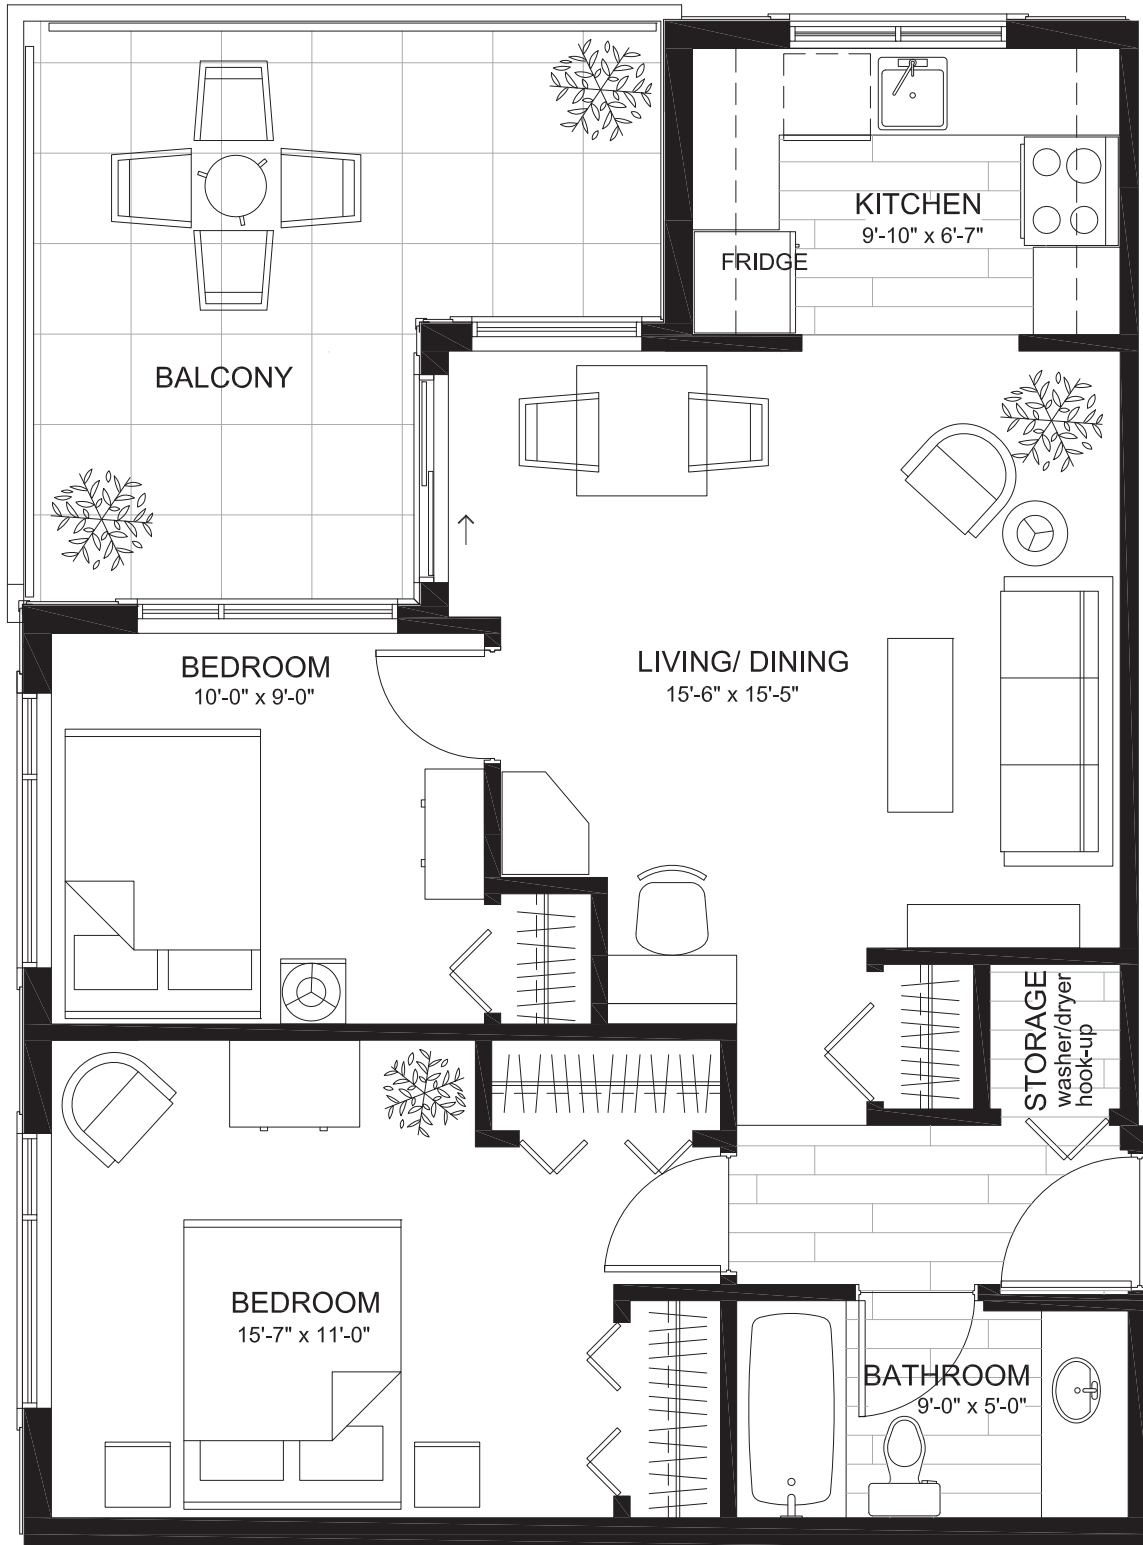 KITCHEN
9'-10" x 6'-7"
FRIDGE
BALCONY
BEDROOM
10'-0" x 9'-0"
LIVING/ DINING
15'-6" x 15'-5"
STORAGE
washer/dryer
hook-up
BEDROOM
15'-7" x 11'-0"
BATHROOM
9'-0" x 5'-0"